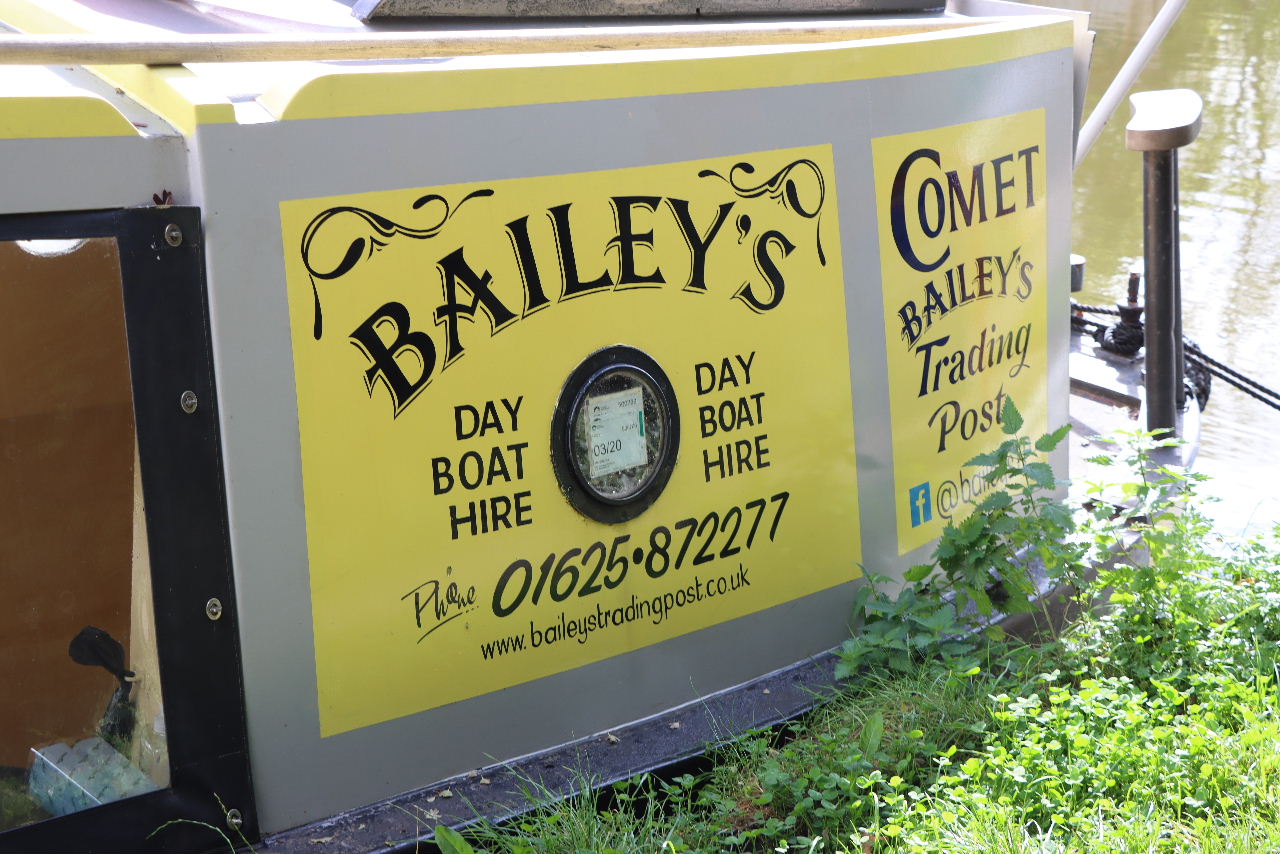 BAILEY'S
DAY
BOAT
HIRE
DAY
BOAT
HIRE
03/20
Phone 01625•872277
www.baileystradingpost.co.uk
COMET
BAILEY'S
Trading
Post
f